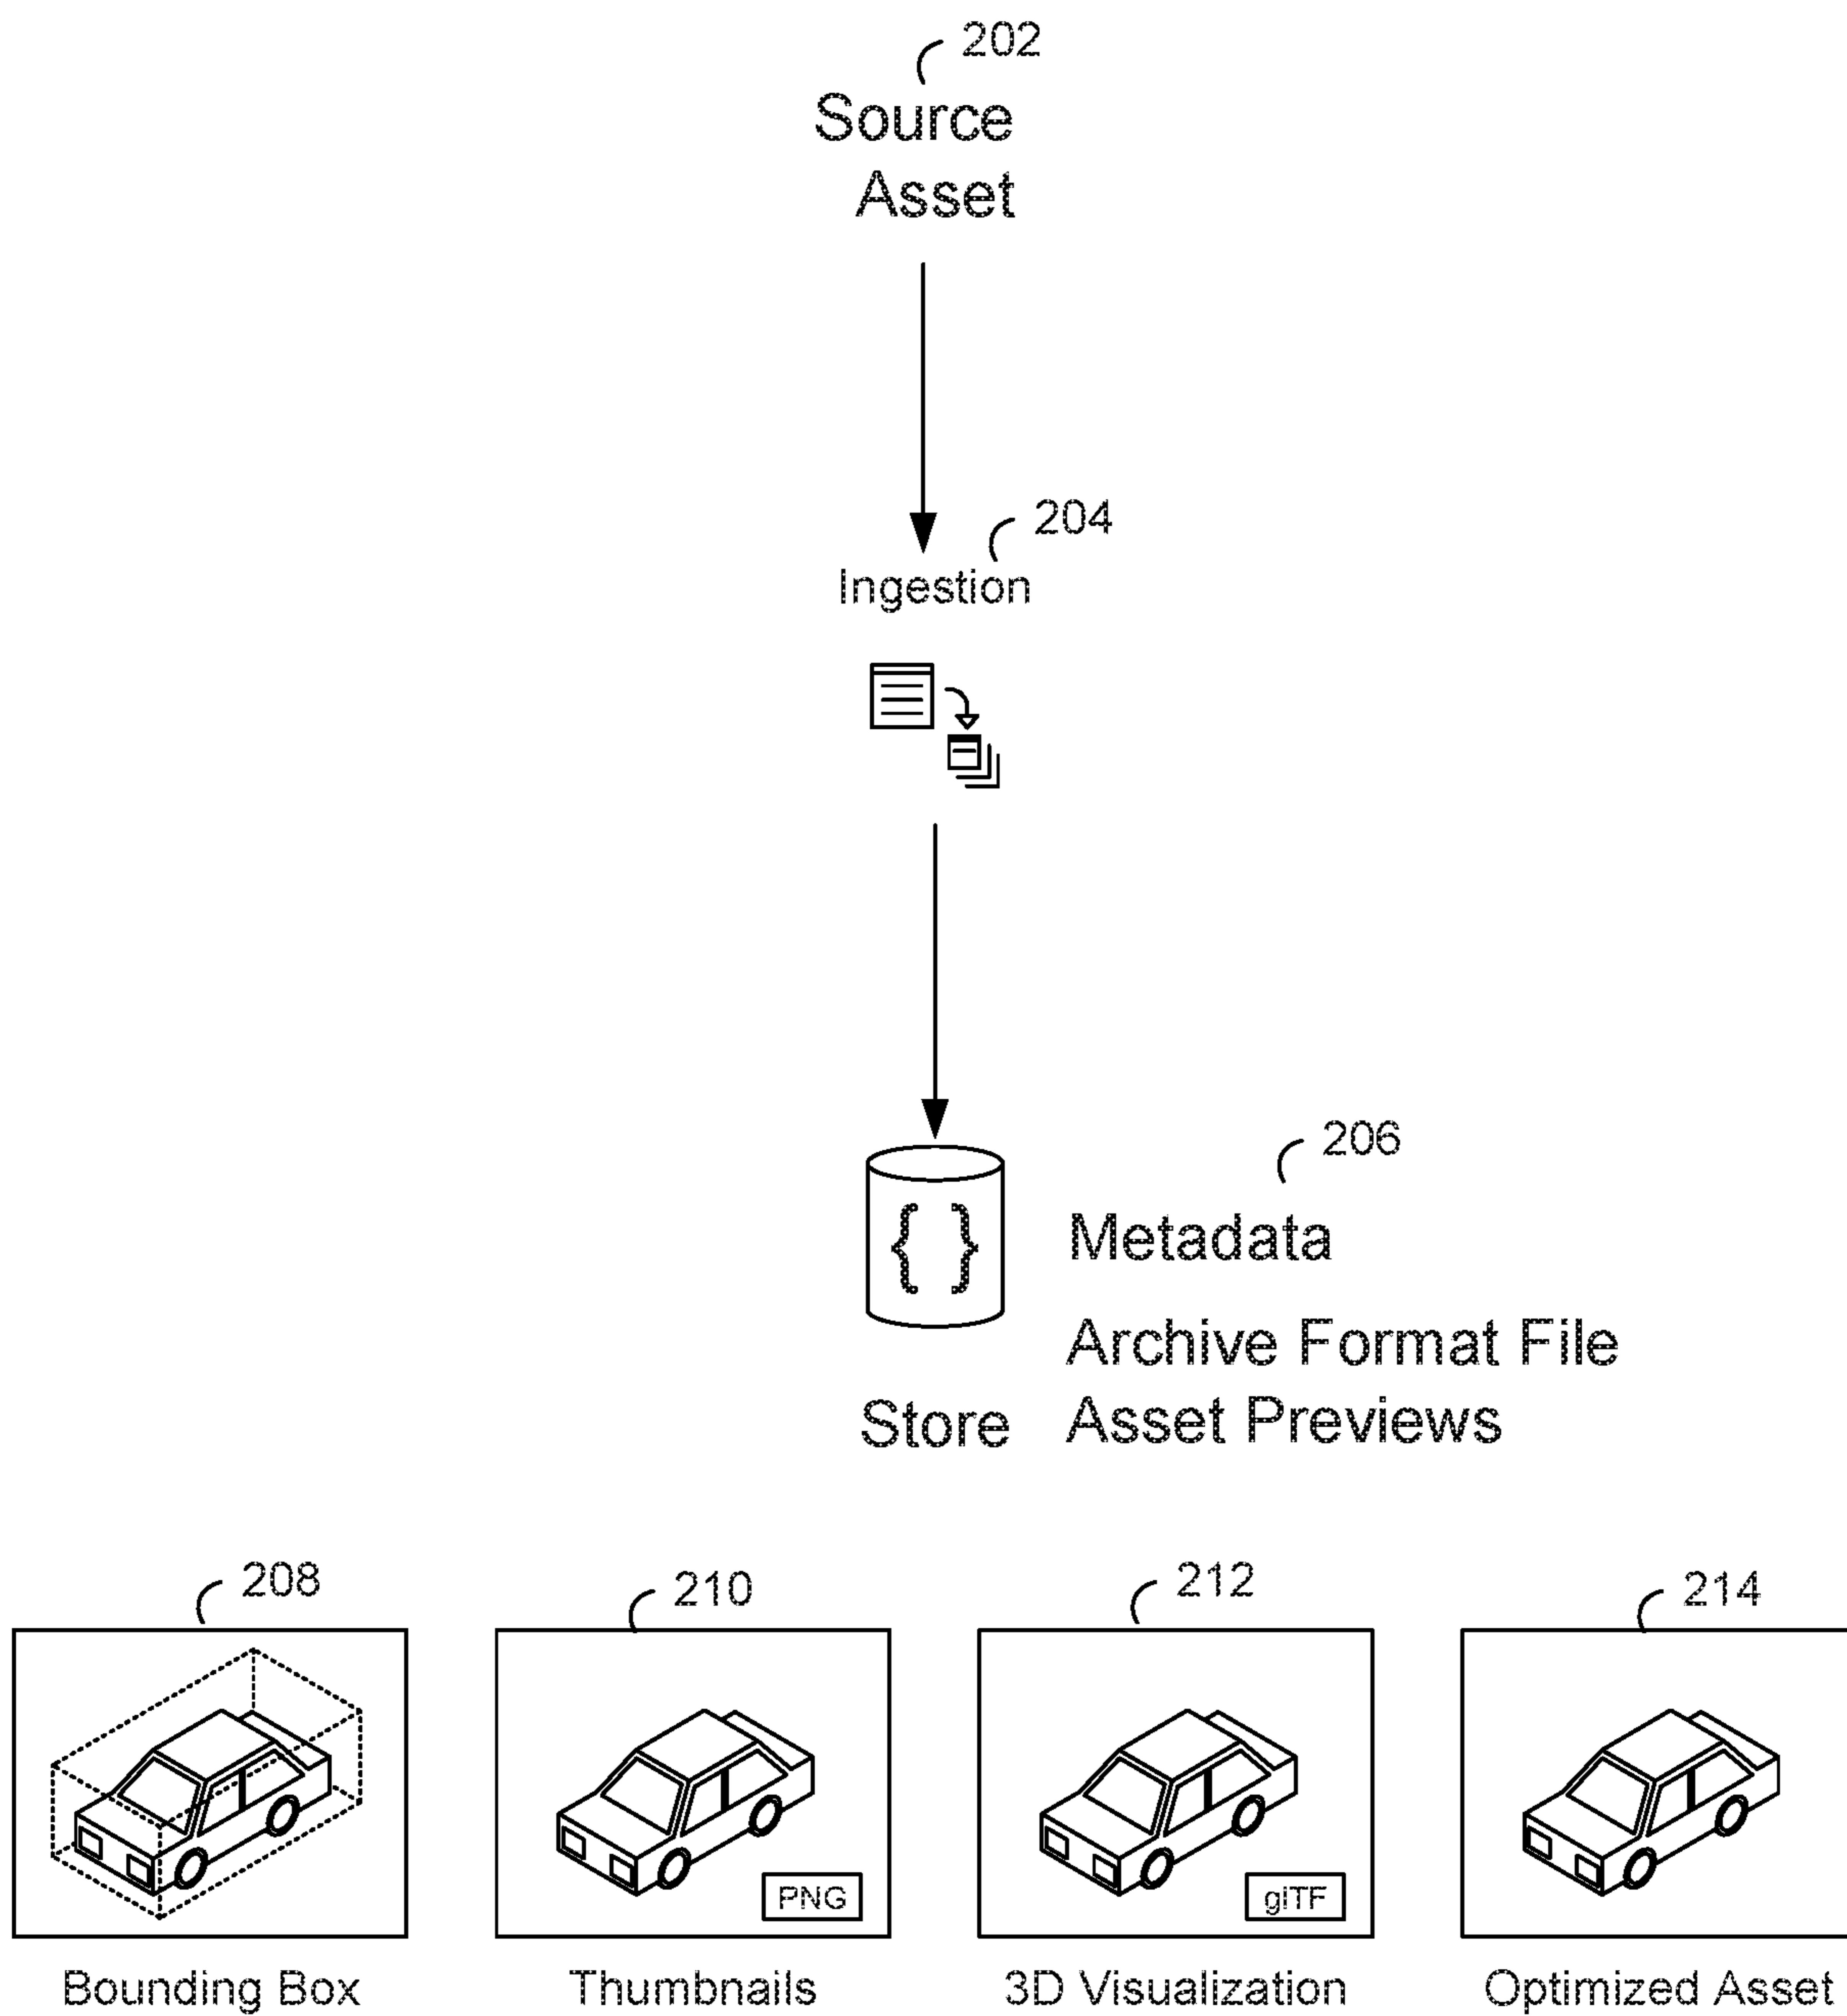 202
Source
Asset
204
Ingestion
206
{ }
Metadata
Archive Format File
Store Asset Previews
208
210
212
214
PNG
glTF
Bounding Box
Thumbnails
3D Visualization
Optimized Asset